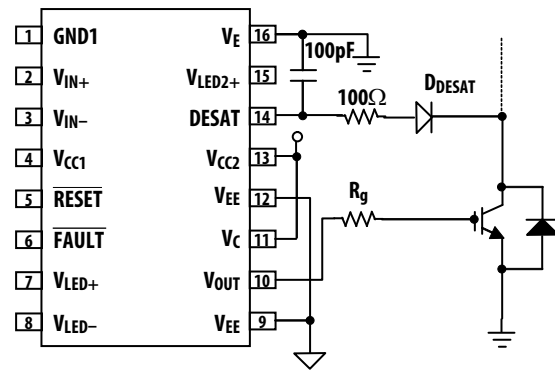 1 GND1
2 VIN+
3 VIN−
4 VCC1
5 RESET
6 FAULT
7 VLED+
8 VLED−
VE 16
VLED2+ 15
DESAT 14
VCC2 13
VEE 12
VC 11
VOUT 10
VEE 9
100pF
100Ω
DDESAT
Rg